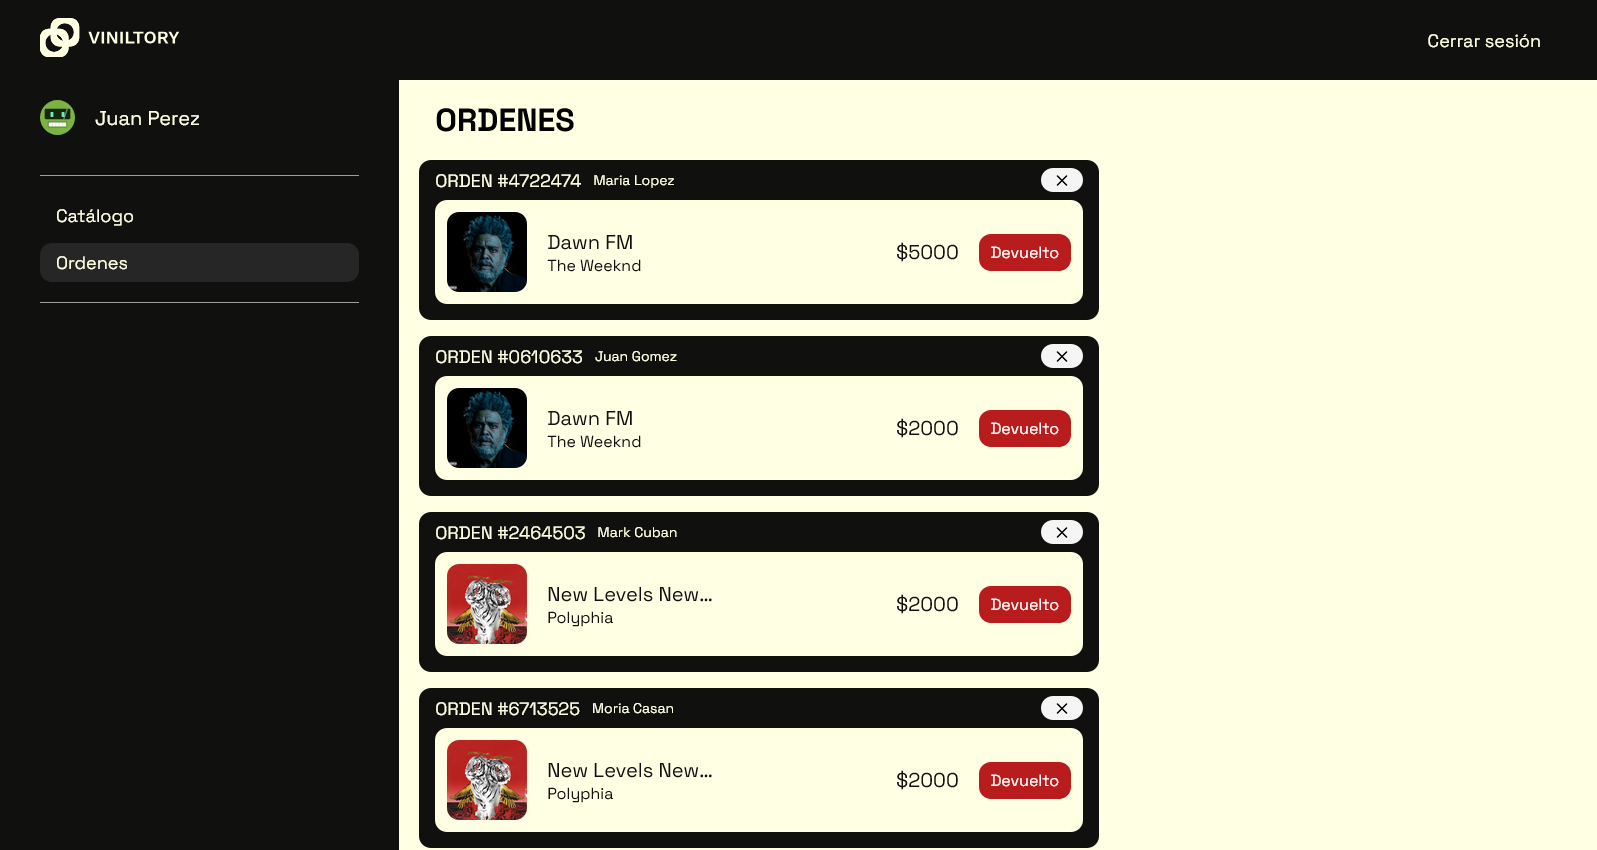 VINILTORY
Cerrar sesión
Juan Perez
Catálogo
Ordenes
ORDENES
ORDEN #4722474 Maria Lopez
Dawn FM
The Weeknd
$5000
Devuelto
ORDEN #0610633 Juan Gomez
Dawn FM
The Weeknd
$2000
Devuelto
ORDEN #2464503 Mark Cuban
New Levels New...
Polyphia
$2000
Devuelto
ORDEN #6713525 Moria Casan
New Levels New...
Polyphia
$2000
Devuelto